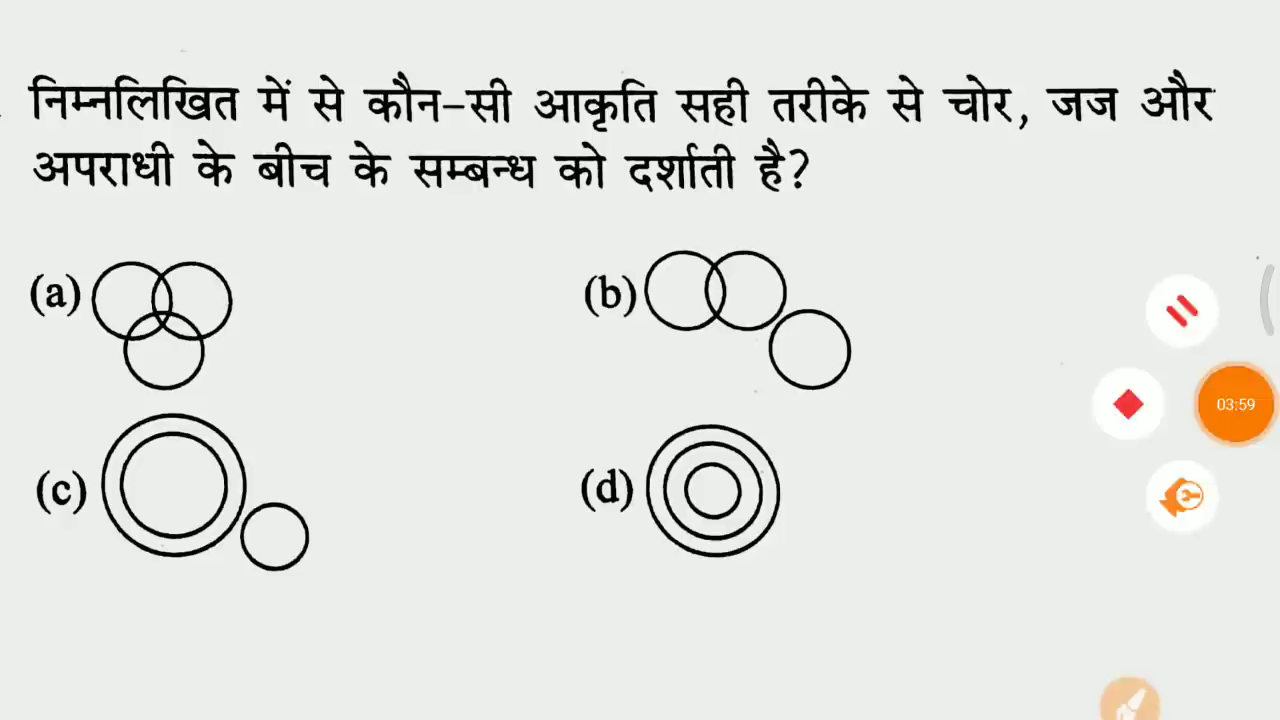 निम्नलिखित में से कौन-सी आकृति सही तरीके से चोर, जज और
अपराधी के बीच के सम्बन्ध को दर्शाती है?
(a)
(b)
(c)
(d)
03:59